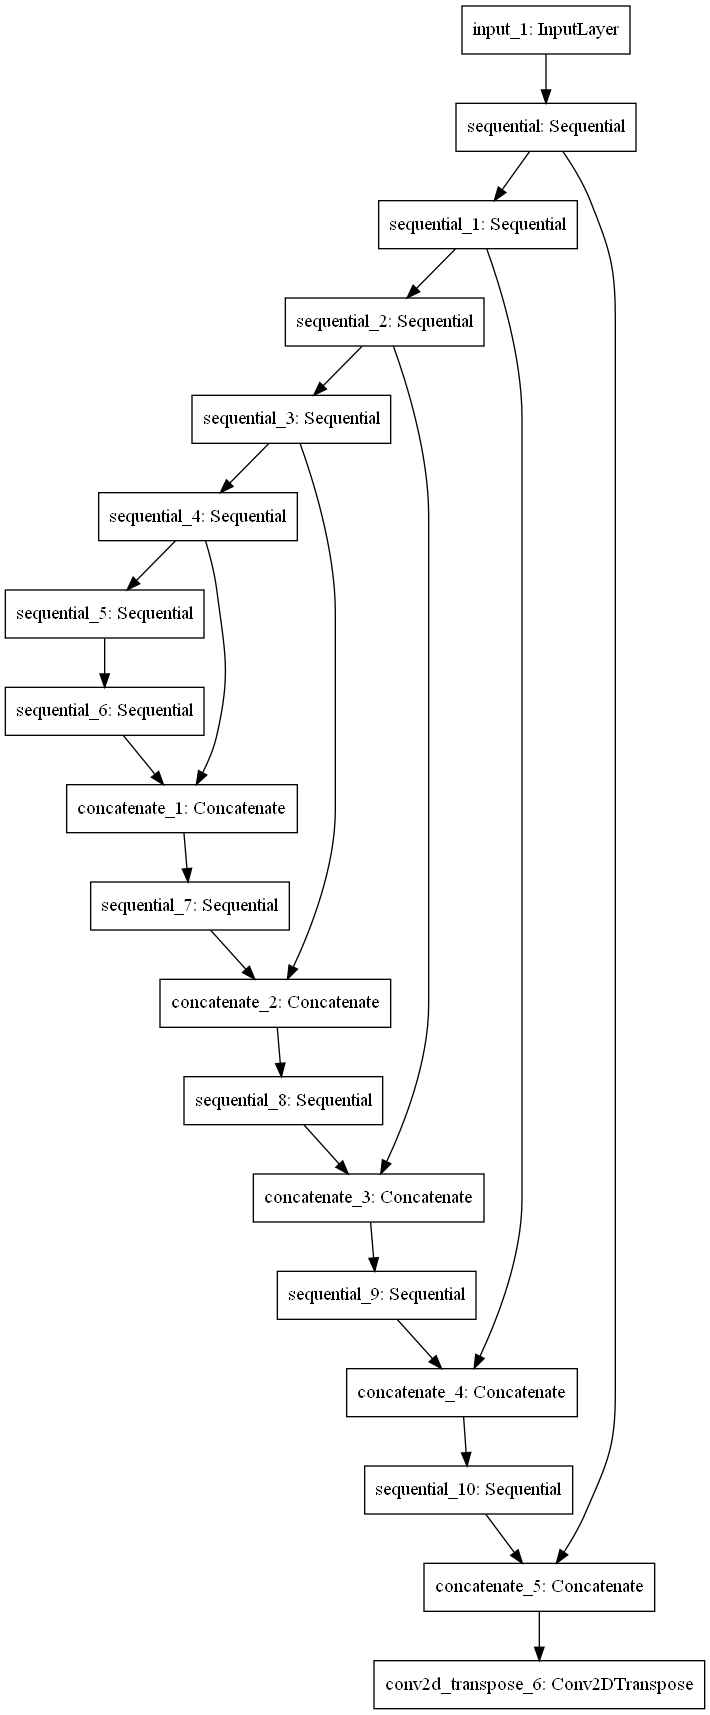 input_1: InputLayer
sequential: Sequential
sequential_1: Sequential
sequential_2: Sequential
sequential_3: Sequential
sequential_4: Sequential
sequential_5: Sequential
sequential_6: Sequential
concatenate_1: Concatenate
sequential_7: Sequential
concatenate_2: Concatenate
sequential_8: Sequential
concatenate_3: Concatenate
sequential_9: Sequential
concatenate_4: Concatenate
sequential_10: Sequential
concatenate_5: Concatenate
conv2d_transpose_6: Conv2DTranspose